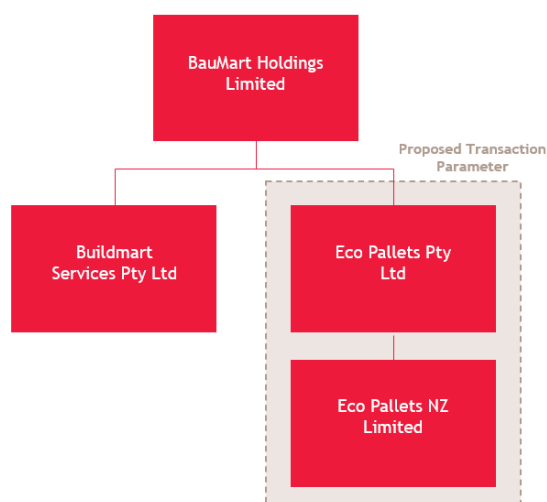 BauMart Holdings
Limited
Proposed Transaction
Parameter
Buildmart
Services Pty Ltd
Eco Pallets Pty
Ltd
Eco Pallets NZ
Limited